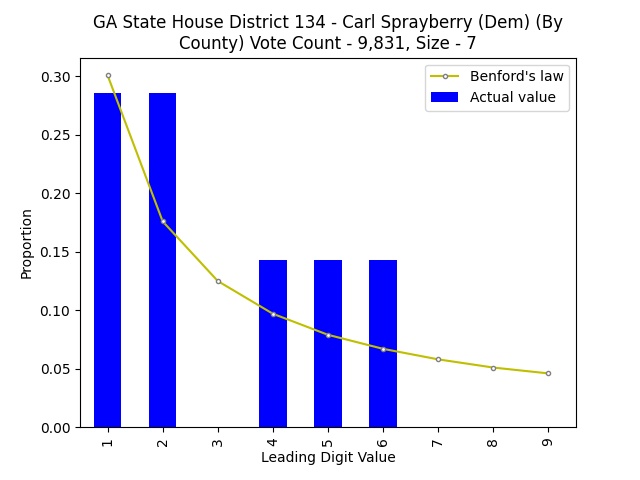 GA State House District 134 - Carl Sprayberry (Dem) (By
County) Vote Count - 9,831, Size - 7
Benford's law
Actual value
0.30
0.25
0.20
0.15
0.10
0.05
0.00
Proportion
1 2 3 4 5 6 7 8 9
Leading Digit Value